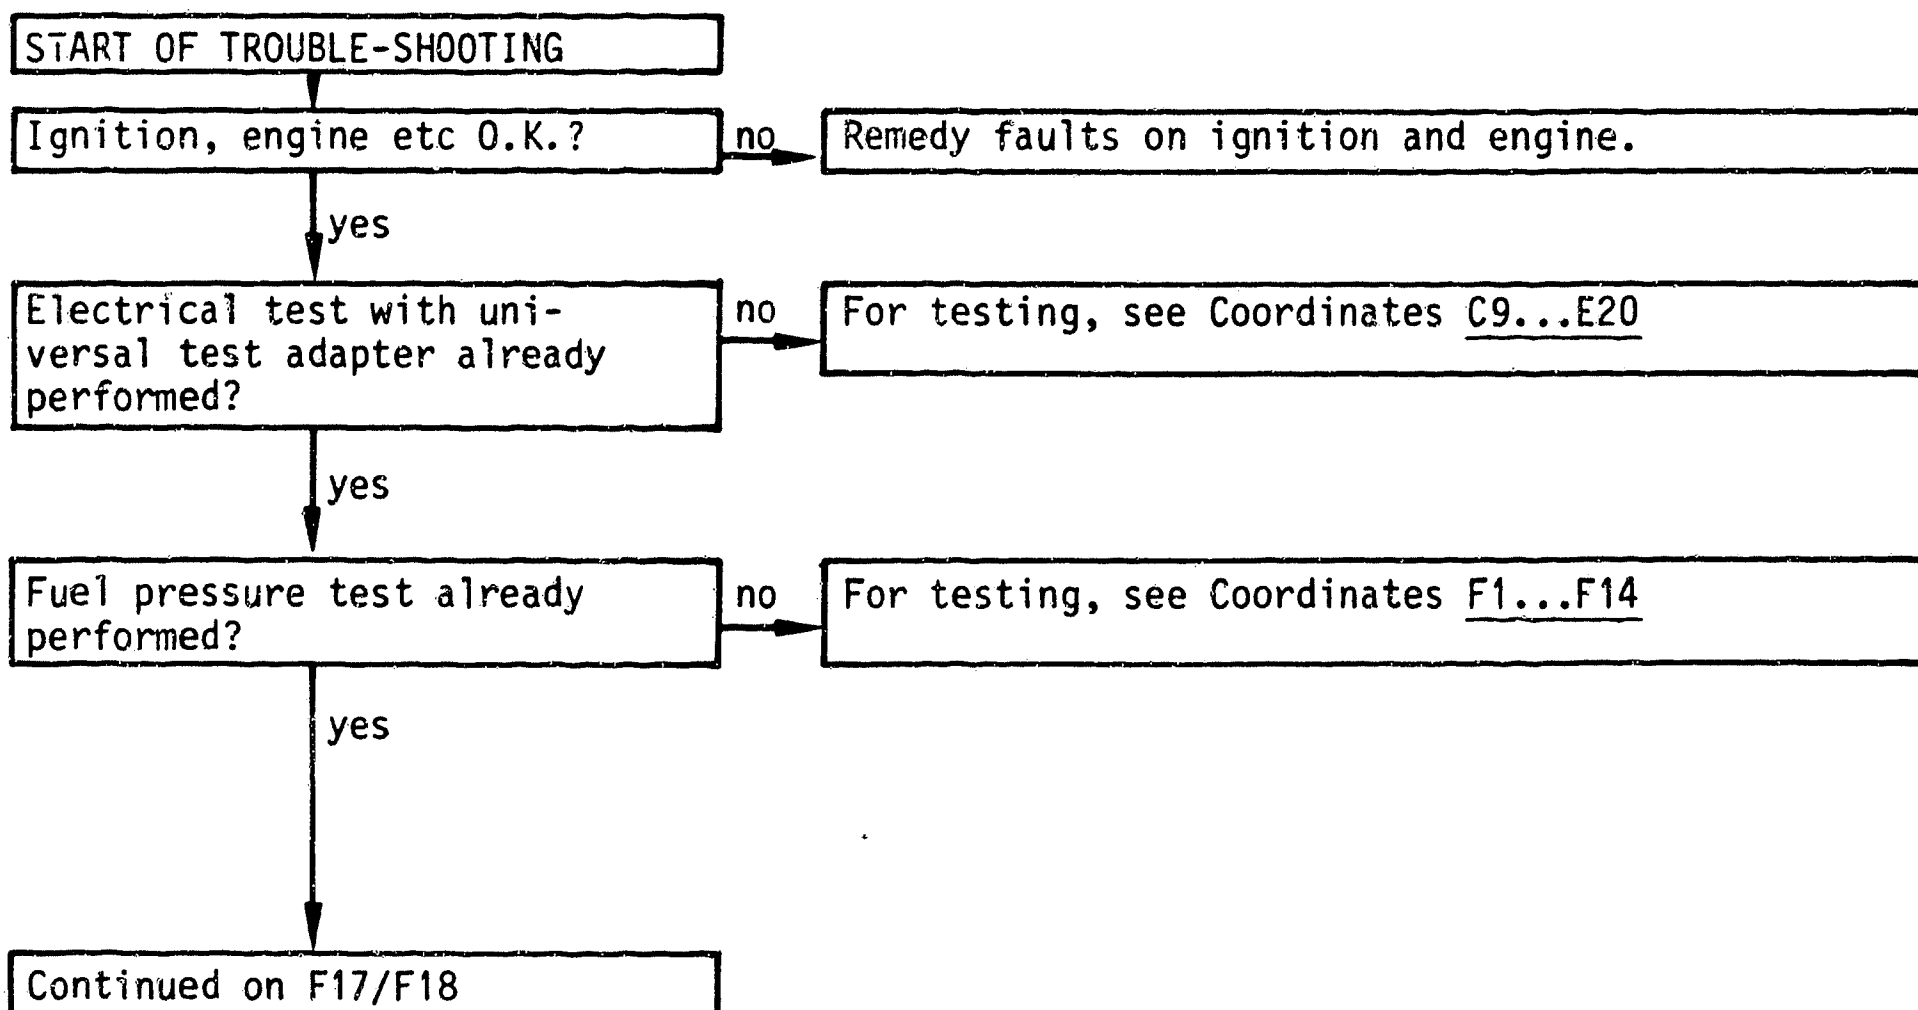 START OF TROUBLE-SHOOTING
Ignition, engine etc O.K.?
no
Remedy faults on ignition and engine.
yes
Electrical test with uni-
versal test adapter already
performed?
no
For testing, see Coordinates C9...E20
yes
Fuel pressure test already
performed?
no
For testing, see Coordinates F1...F14
yes
Continued on F17/F18